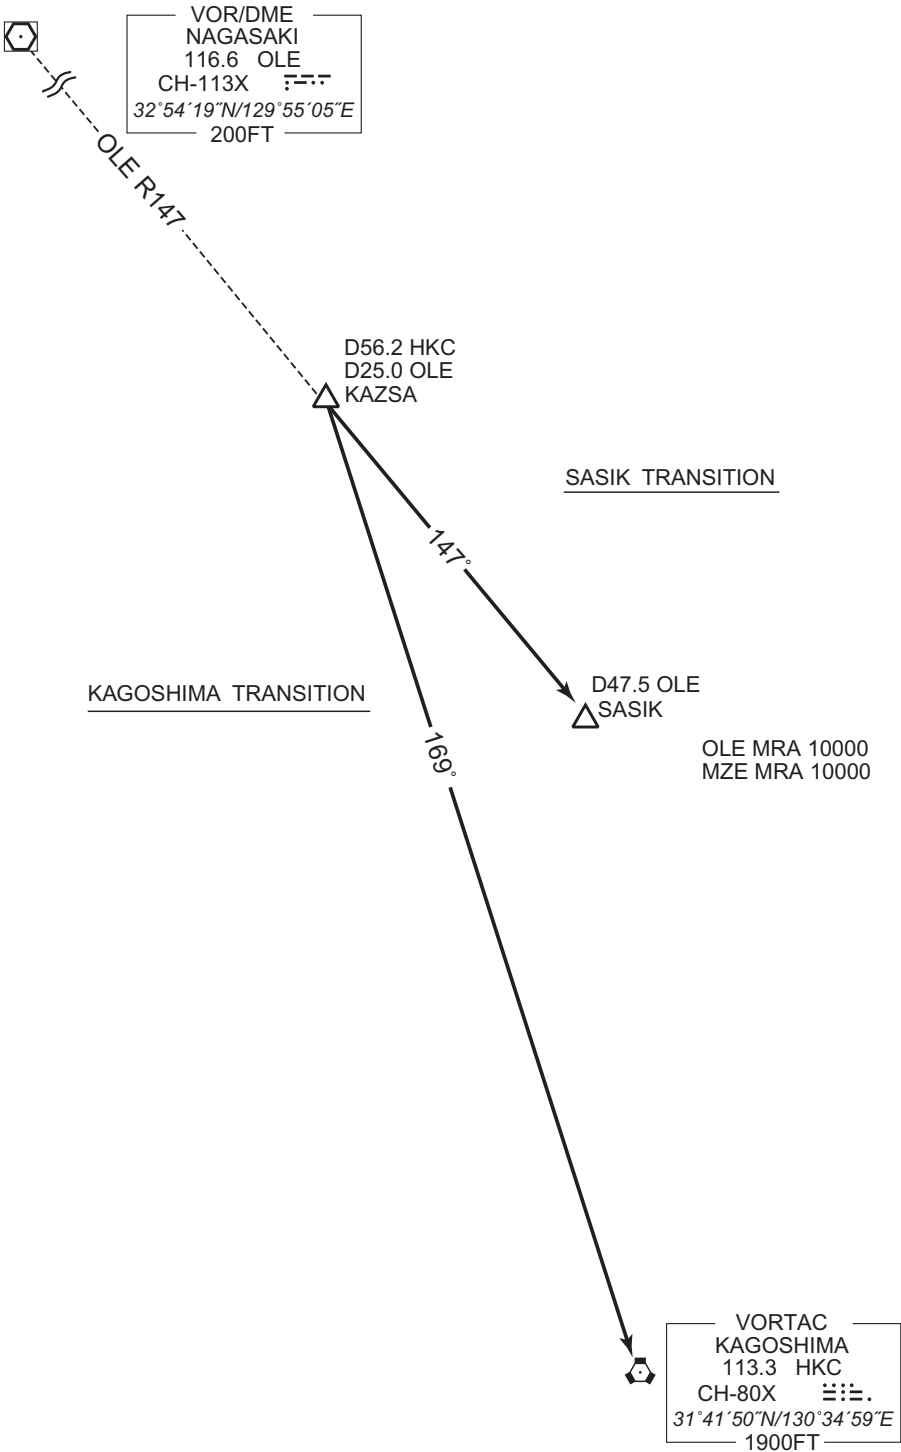 VOR/DME
NAGASAKI
116.6 OLE
CH-113X
32°54´19˝N/129°55´05˝E
200FT
OLE R147
D56.2 HKC
D25.0 OLE
KAZSA
SASIK TRANSITION
147°
KAGOSHIMA TRANSITION
D47.5 OLE
SASIK
169°
OLE MRA 10000
MZE MRA 10000
VORTAC
KAGOSHIMA
113.3 HKC
CH-80X
31°41´50˝N/130°34´59˝E
1900FT